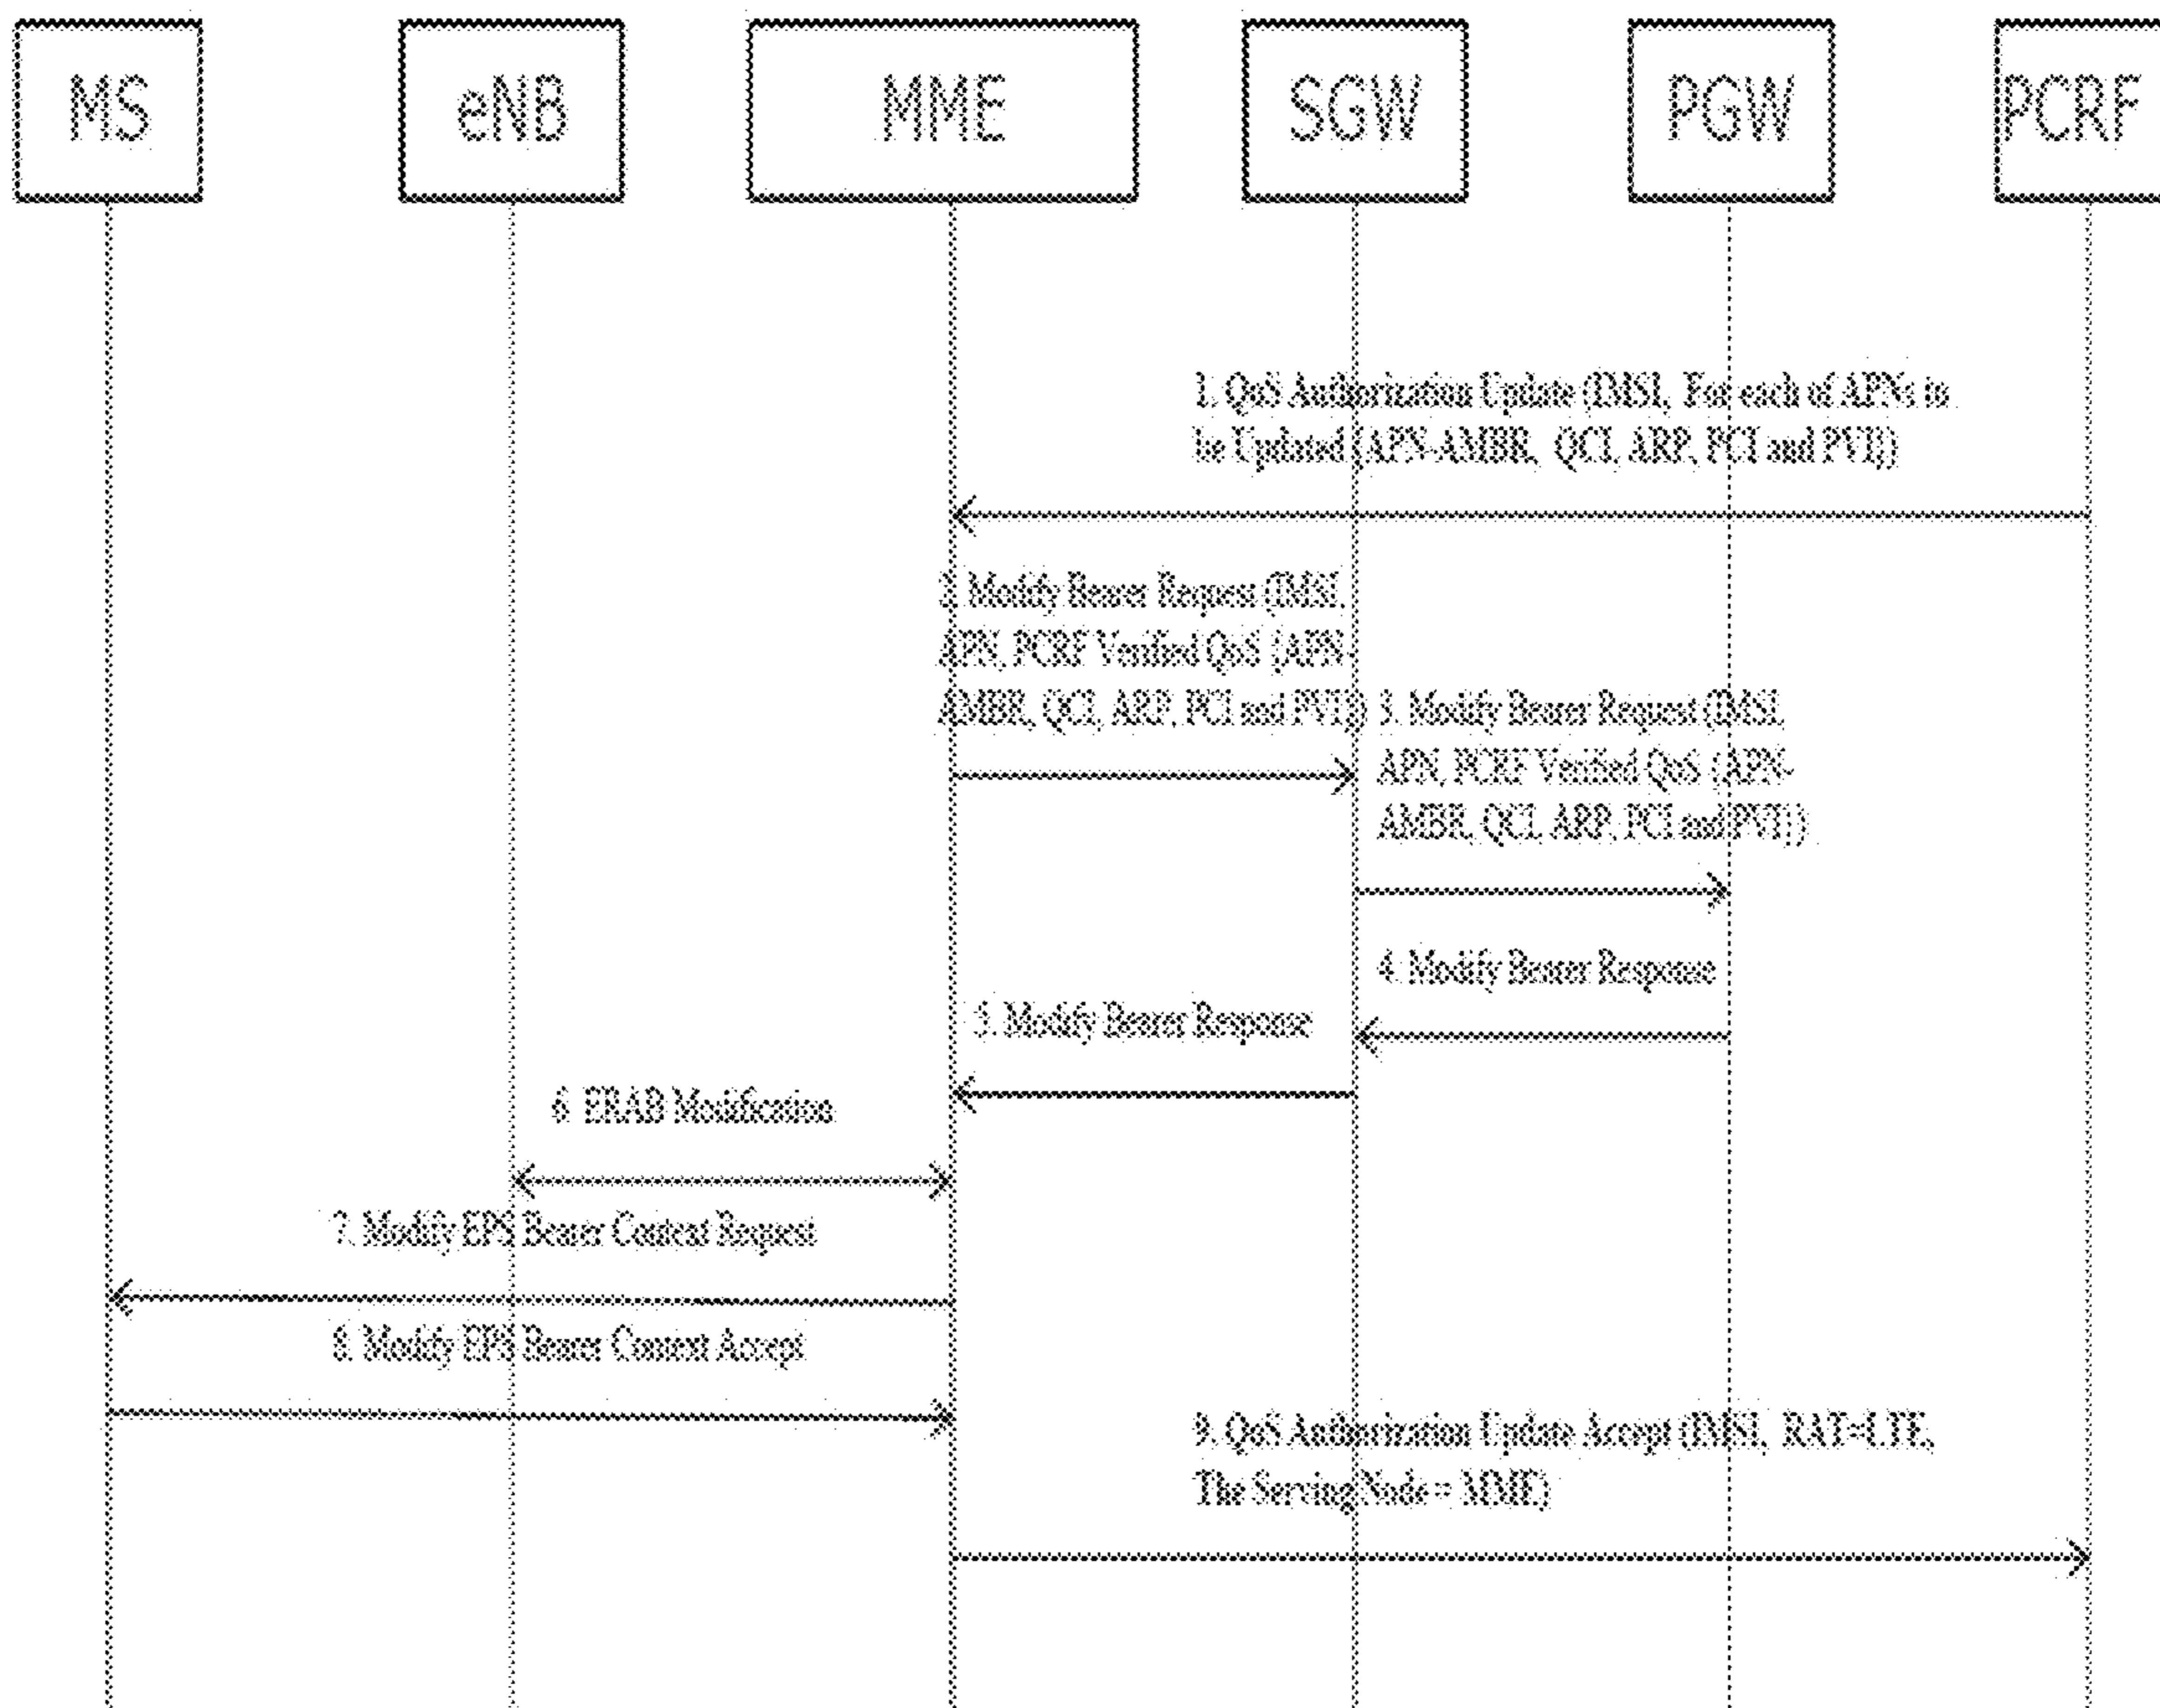 MS
eNB
MME
SGW
PGW
PCRF
1. QoS Authorization Update (IMSI, For each of APNs to
be Updated {APN-AMBR, QCI, ARP, PCI and PVI})
2. Modify Bearer Request (IMSI,
APN, PCRF Verified QoS {APN-
AMBR, QCI, ARP, PCI and PVI})
3. Modify Bearer Request (IMSI,
APN, PCRF Verified QoS {APN-
AMBR, QCI, ARP, PCI and PVI})
4. Modify Bearer Response
5. Modify Bearer Response
6. ERAB Modification
7. Modify EPS Bearer Context Request
8. Modify EPS Bearer Context Accept
9. QoS Authorization Update Accept (IMSI, RAT=LTE,
The Serving Node = MME)